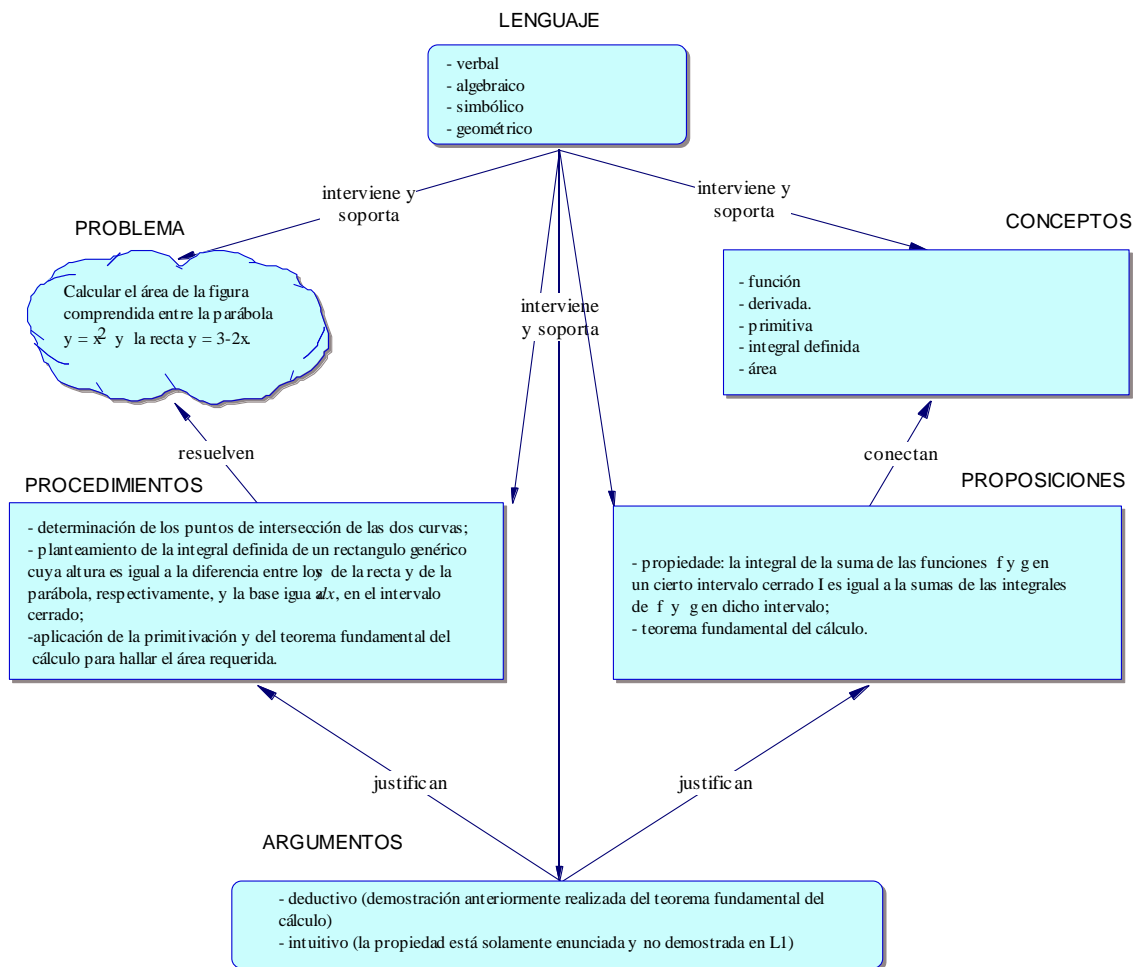 LENGUAJE
- verbal
- algebraico
- simbólico
- geométrico
interviene y
soporta
interviene y
soporta
PROBLEMA
CONCEPTOS
Calcular el área de la figura
comprendida entre la parábola
y = x2 y la recta y = 3-2x.
interviene
y soporta
- función
- derivada.
- primitiva
- integral definida
- área
resuelven
conectan
PROCEDIMIENTOS
PROPOSICIONES
- determinación de los puntos de intersección de las dos curvas;
- planteamiento de la integral definida de un rectangulo genérico
cuya altura es igual a la diferencia entre los y de la recta y de la
parábola, respectivamente, y la base igua a dx, en el intervalo
cerrado;
-aplicación de la primitivación y del teorema fundamental del
cálculo para hallar el área requerida.
- propiedade: la integral de la suma de las funciones f y g en
un cierto intervalo cerrado I es igual a la sumas de las integrales
de f y g en dicho intervalo;
- teorema fundamental del cálculo.
justifican
justifican
ARGUMENTOS
- deductivo (demostración anteriormente realizada del teorema fundamental del
cálculo)
- intuitivo (la propiedad está solamente enunciada y no demostrada en L1)